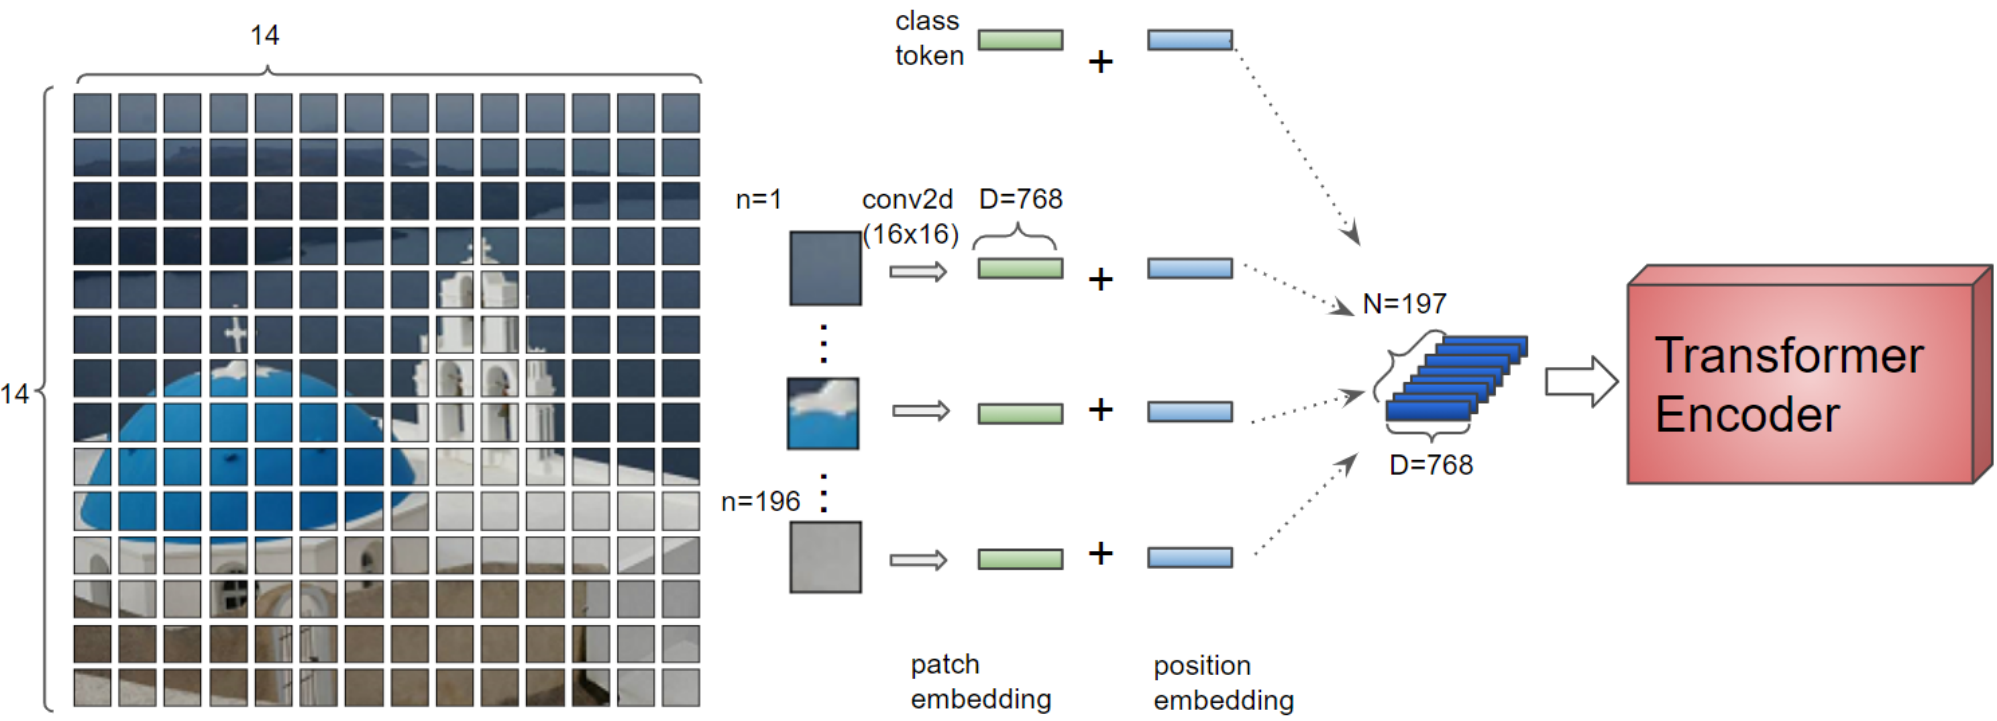 14
14
class
token
n=1
conv2d
(16x16)
D=768
n=196
N=197
D=768
Transformer
Encoder
patch
embedding
position
embedding